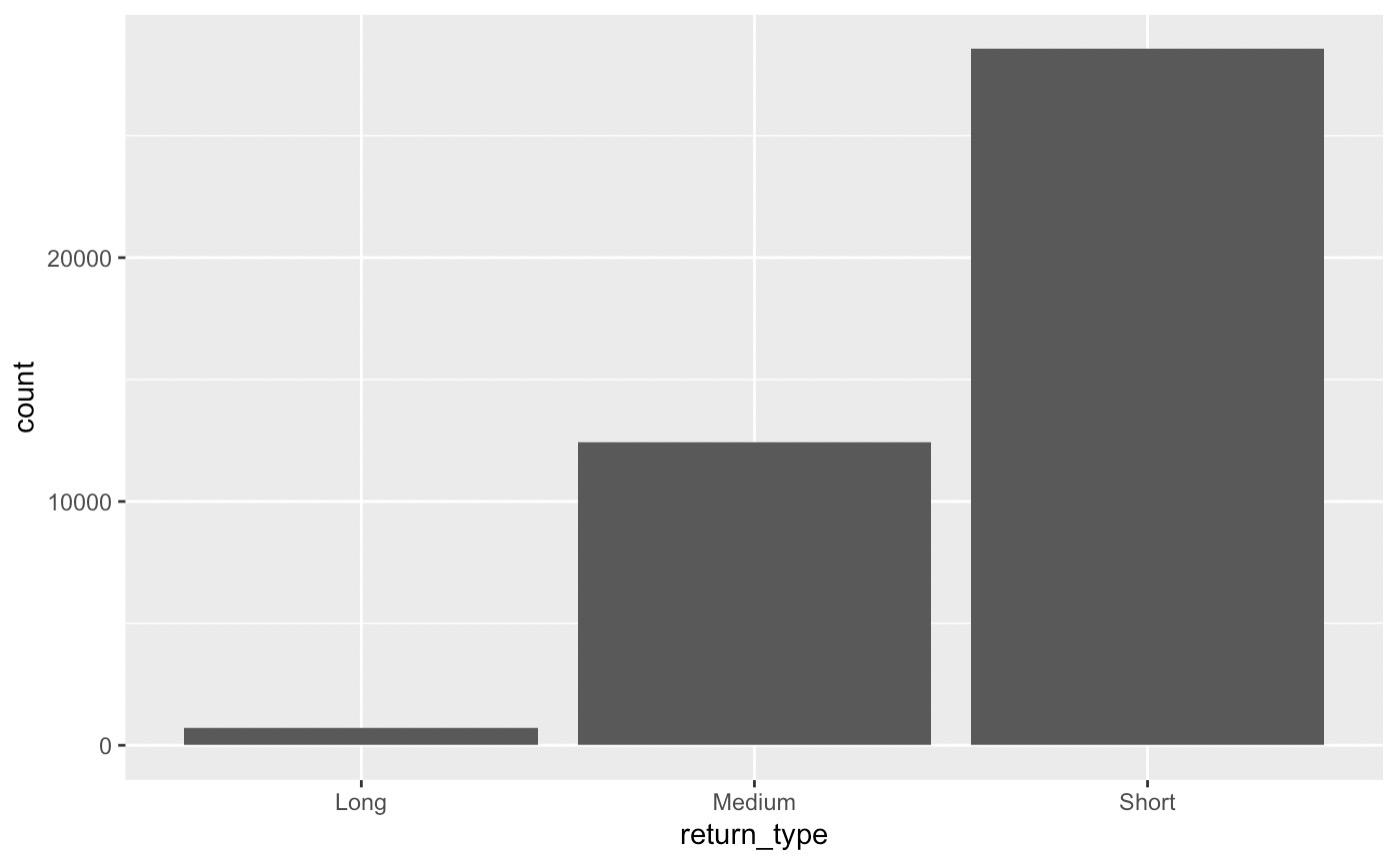 20000
10000
0
count
Long Medium Short
return_type